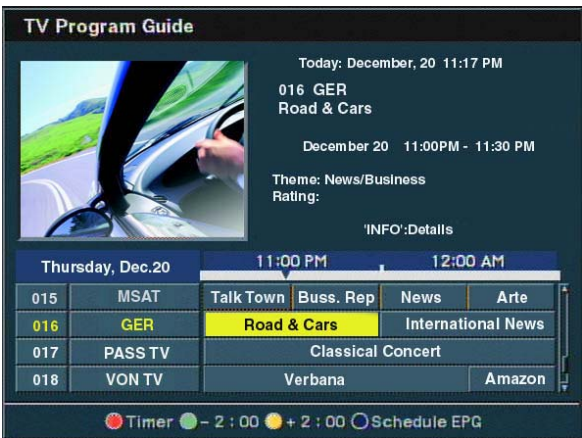 TV Program Guide
Today: December, 20 11:17 PM
016 GER
Road & Cars
December 20 11:00PM - 11:30 PM
Theme: News/Business
Rating:
'INFO':Details
Thursday, Dec.20 11:00 PM 12:00 AM
015 MSAT Talk Town Buss. Rep News Arte
016 GER Road & Cars International News
017 PASS TV Classical Concert
018 VON TV Verbana Amazon
Timer - 2 : 00 + 2 : 00 Schedule EPG